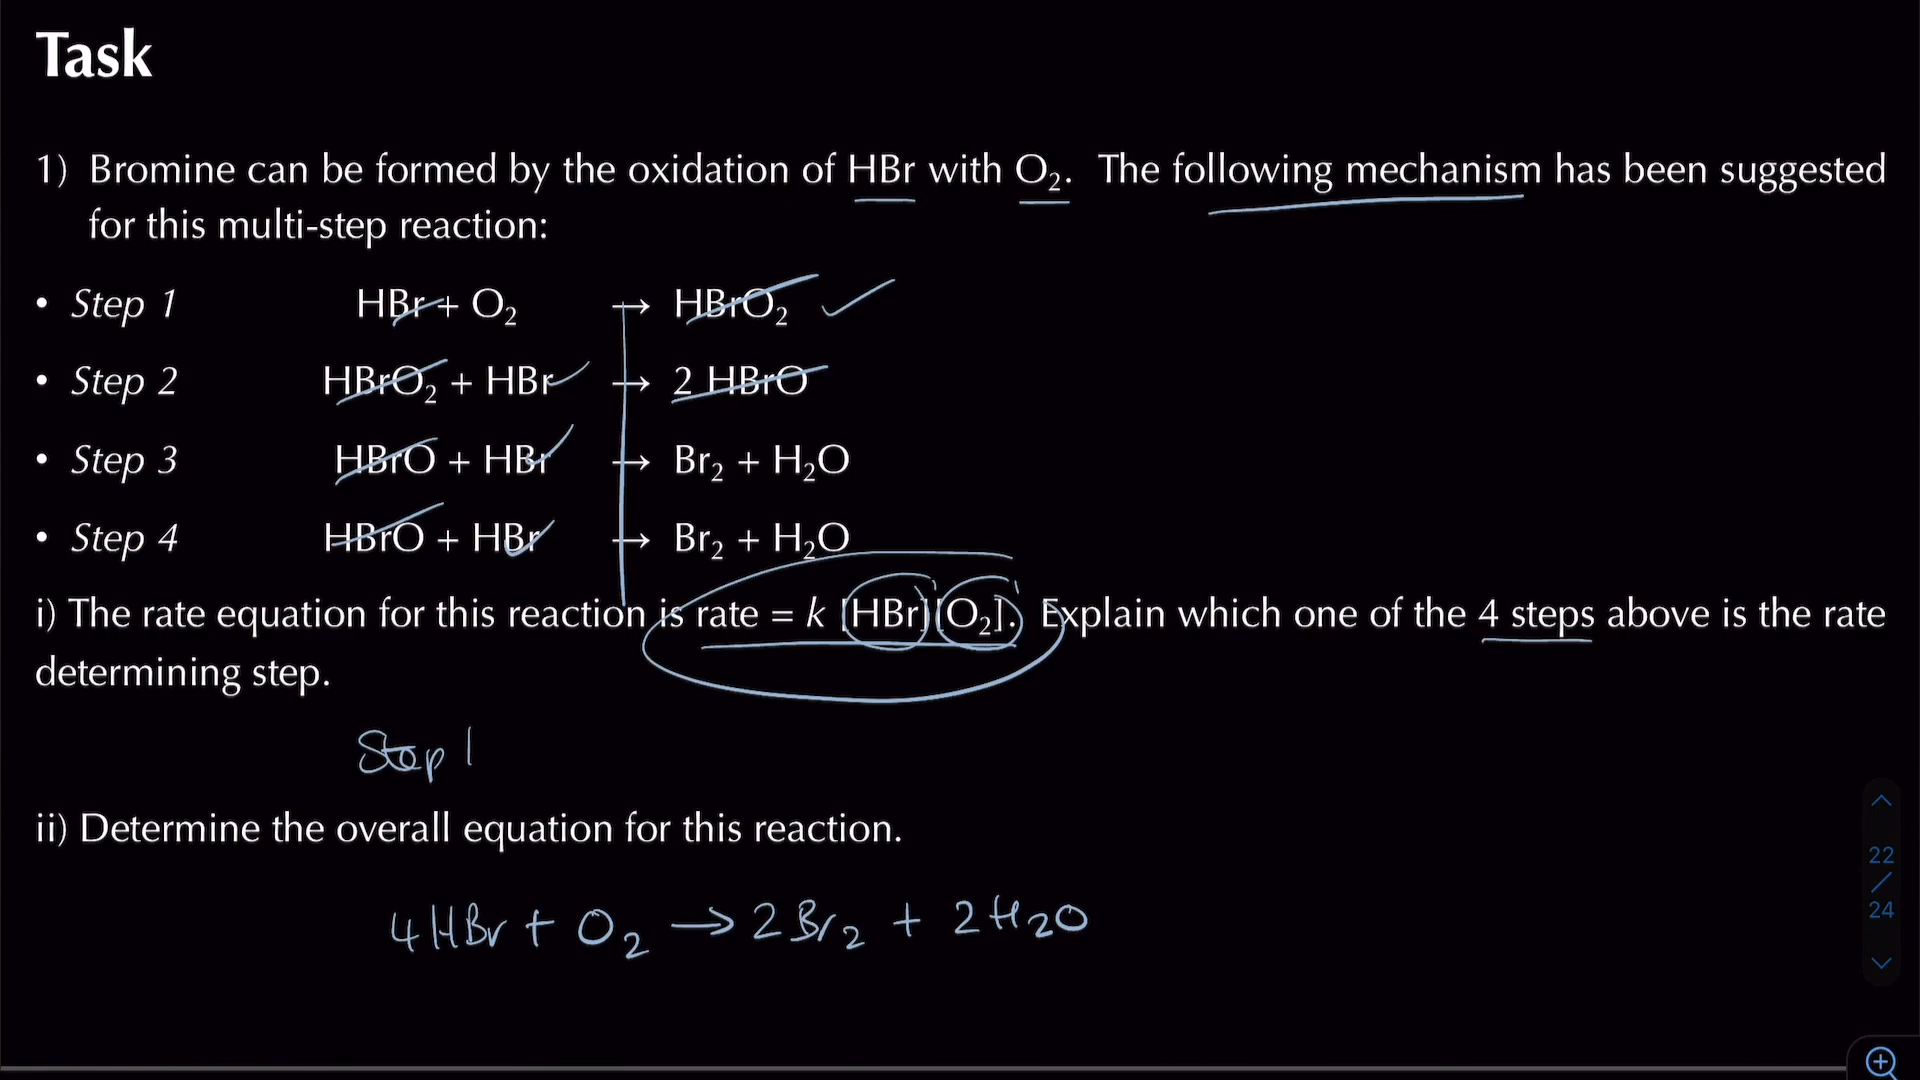 Task
1) Bromine can be formed by the oxidation of HBr with O₂. The following mechanism has been suggested
for this multi-step reaction:
• Step 1 HBr + O₂ → HBrO₂
• Step 2 HBrO₂ + HBr → 2 HBrO
• Step 3 HBrO + HBr → Br₂ + H₂O
• Step 4 HBrO + HBr → Br₂ + H₂O
i) The rate equation for this reaction is rate = k [HBr][O₂]. Explain which one of the 4 steps above is the rate
determining step.
Step 1
ii) Determine the overall equation for this reaction.
4HBr + O₂ → 2Br₂ + 2H₂O
22
/
24